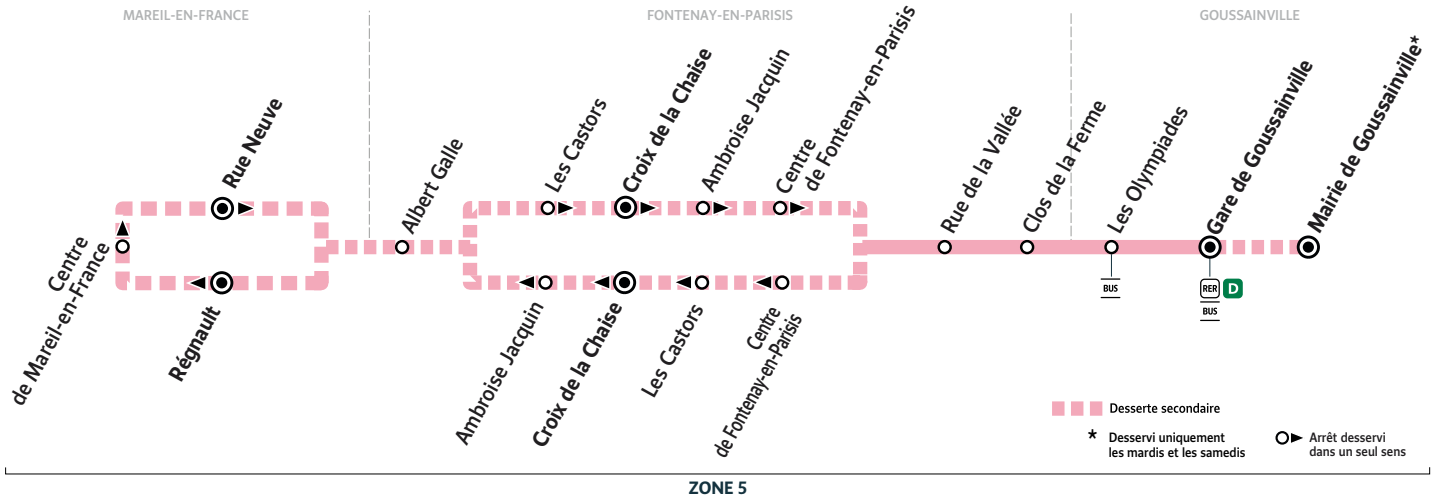 MAREIL-EN-FRANCE
FONTENAY-EN-PARISIS
GOUSSAINVILLE
Rue Neuve
Albert Galle
Les Castors
Croix de la Chaise
Ambroise Jacquin
Centre
de Fontenay-en-Parisis
Rue de la Vallée
Clos de la Ferme
Les Olympiades
Gare de Goussainville
Mairie de Goussainville*
Centre
de Mareil-en-France
Régnault
Ambroise Jacquin
Croix de la Chaise
Les Castors
Centre
de Fontenay-en-Parisis
BUS
RER D
BUS
Desserte secondaire
* Desservi uniquement
les mardis et les samedis
Arrêt desservi
dans un seul sens
ZONE 5